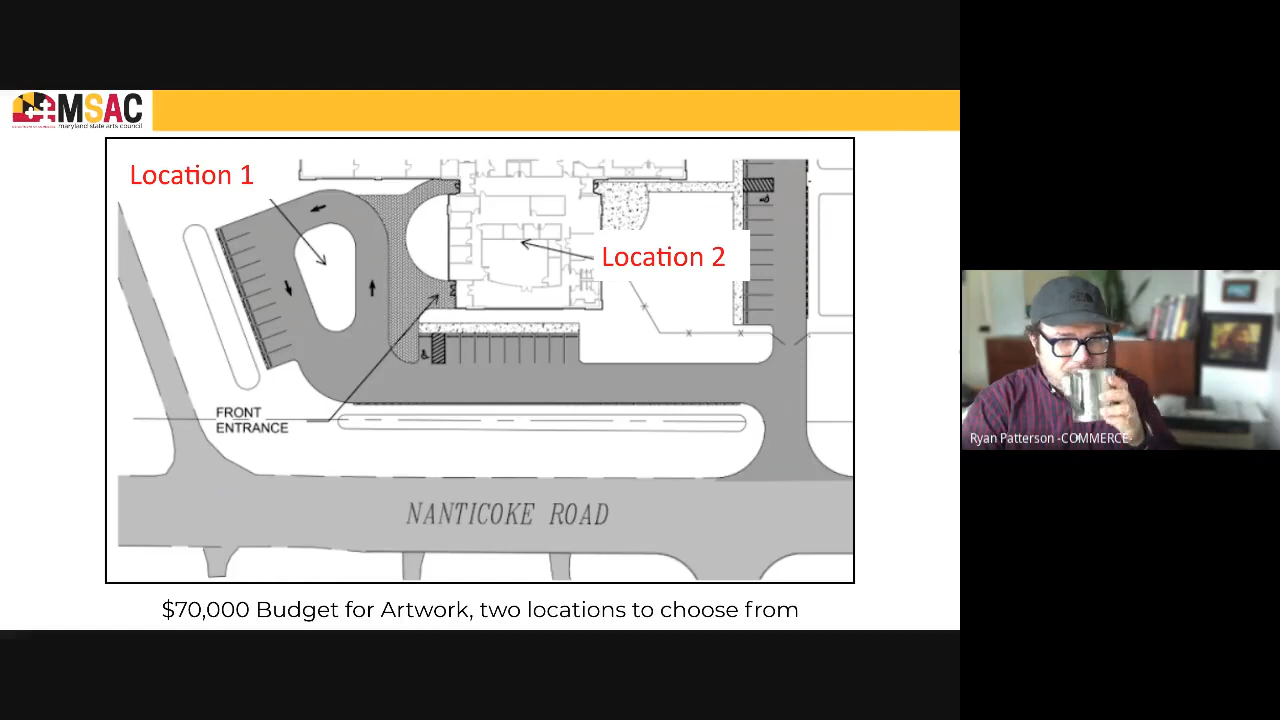 MSAC
maryland state arts council
Location 1
Location 2
FRONT
ENTRANCE
NANTICOKE ROAD
$70,000 Budget for Artwork, two locations to choose from
Ryan Patterson -COMMERCE-